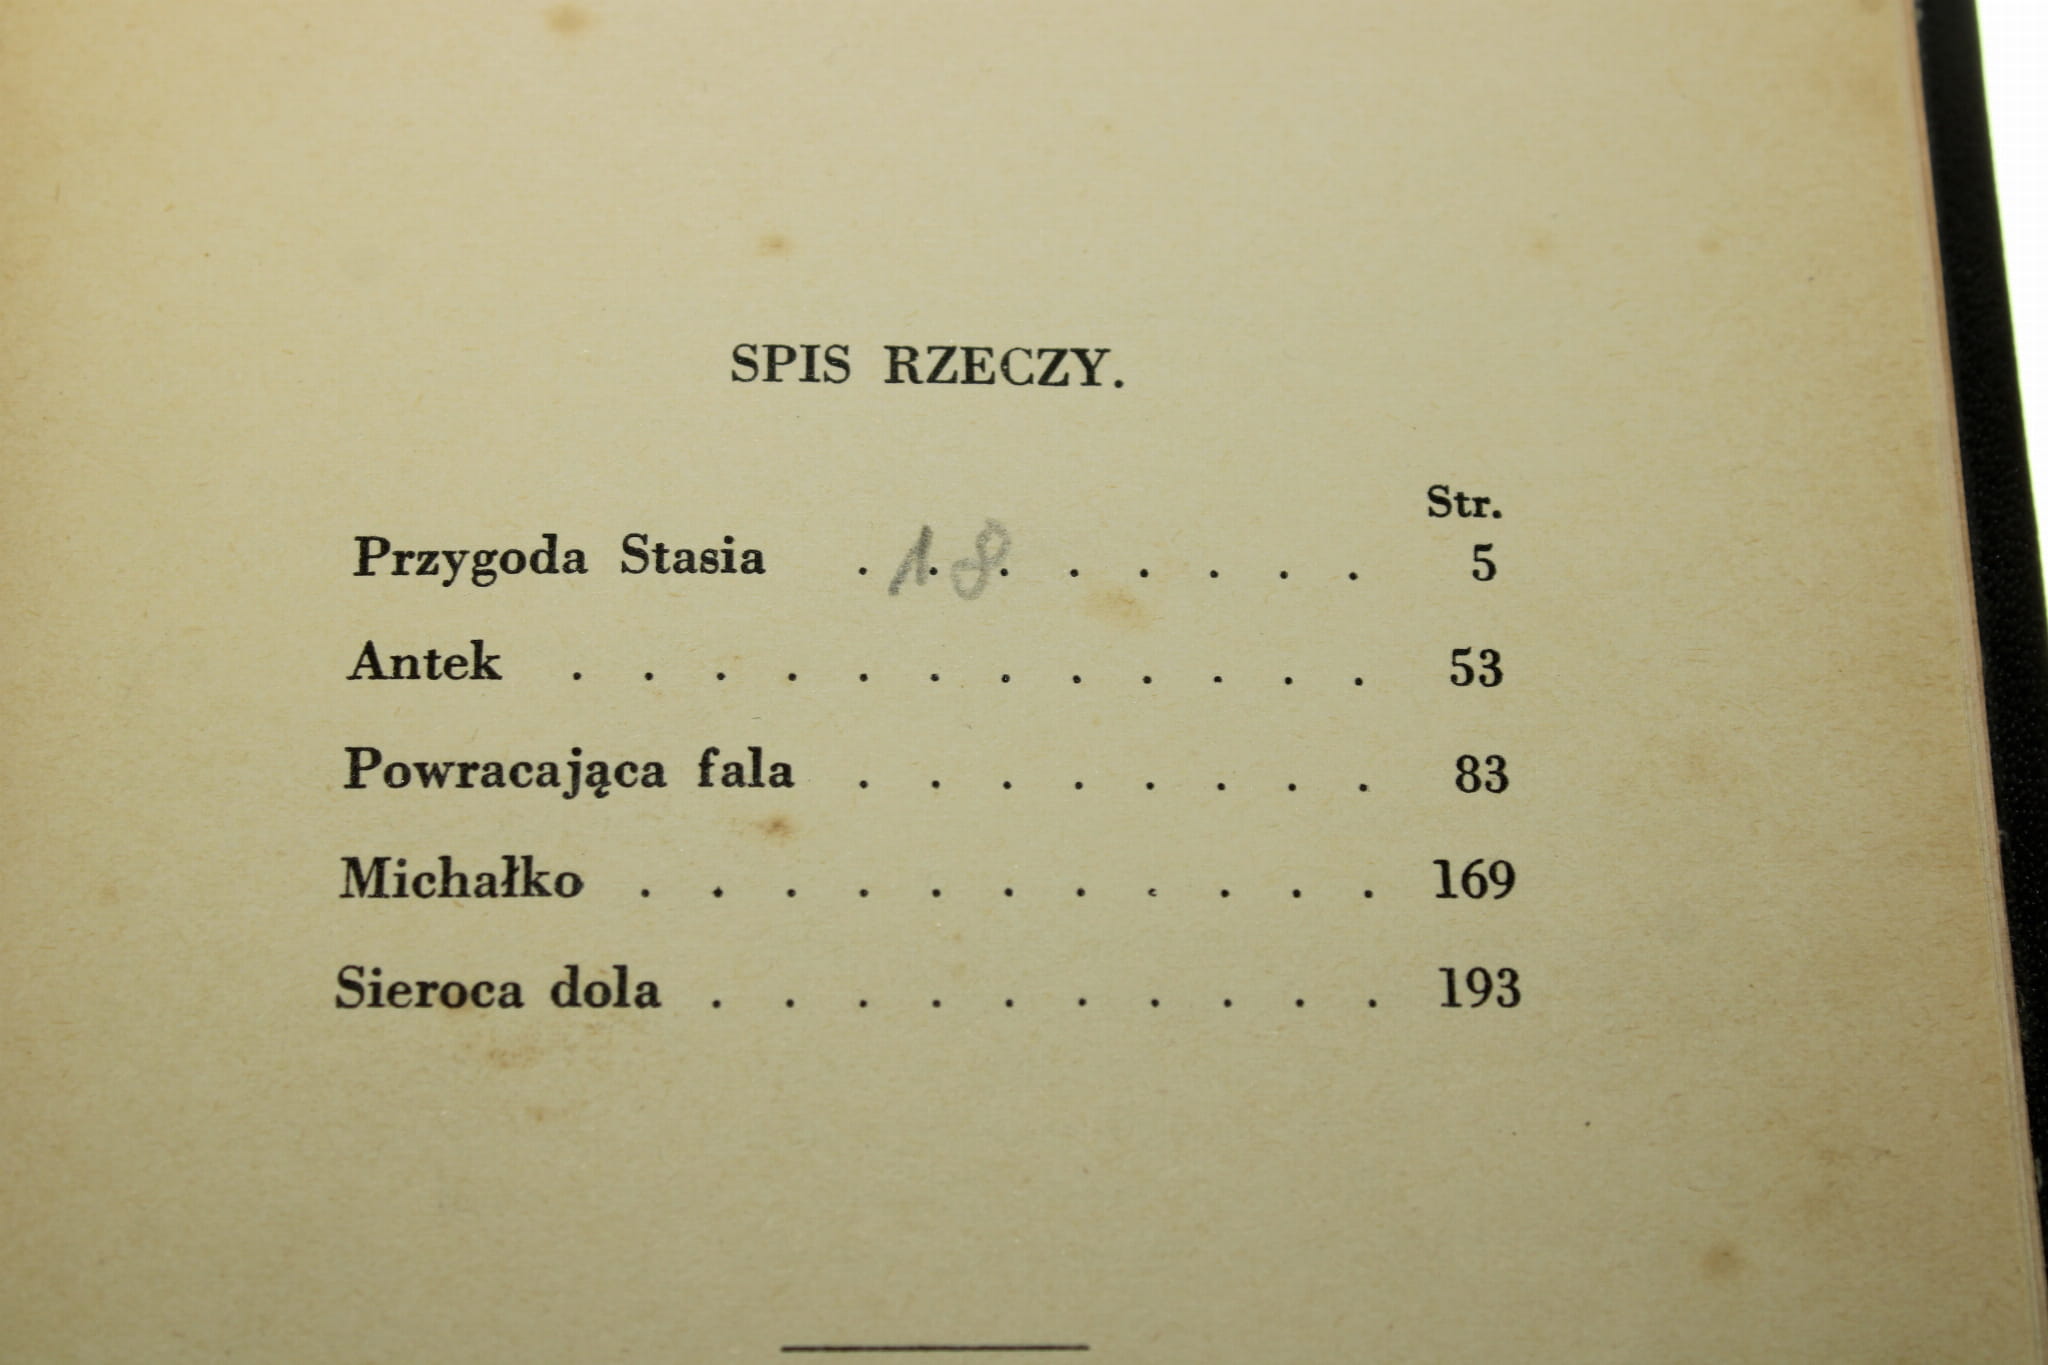 SPIS RZECZY.
Str.
Przygoda Stasia . 18 . . . . . . 5
Antek . . . . . . . . . . . . 53
Powracająca fala . . . . . . . . 83
Michałko . . . . . . . . . . . 169
Sieroca dola . . . . . . . . . . 193